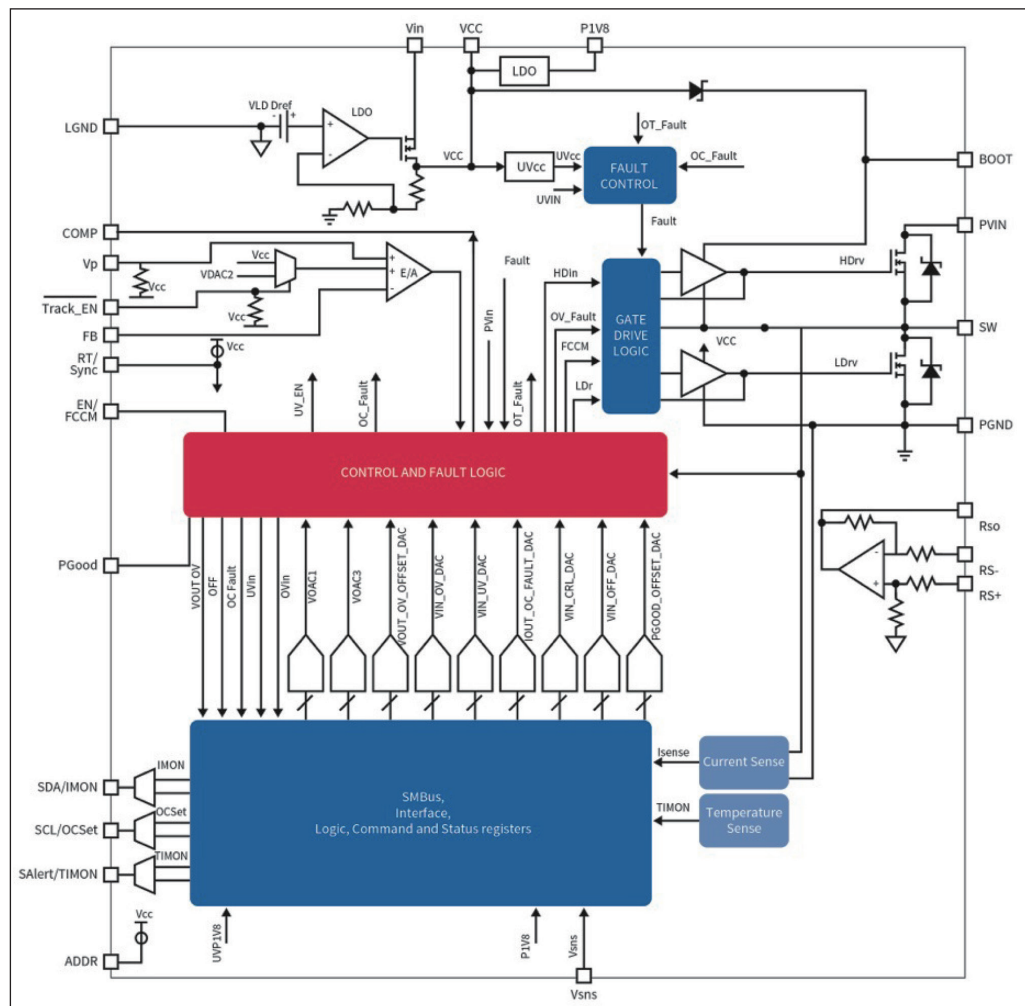 Vin
VCC
P1V8
LDO
VLD Dref
-
+
LDO
+
-
LGND
VCC
UVcc
UVcc
UVIN
OT_Fault
FAULT
CONTROL
OC_Fault
Fault
BOOT
COMP
Vp
Vcc
Vcc
VDAC2
Track_EN
Vcc
FB
+
+
-
E/A
RT/
Sync
Vcc
EN/
FCCM
UV_EN
OC_Fault
PVin
Fault
OT_Fault
HDin
OV_Fault
FCCM
LDr
GATE
DRIVE
LOGIC
VCC
HDrv
LDrv
PVIN
SW
PGND
CONTROL AND FAULT LOGIC
PGood
VOUT OV
OFF
OC Fault
UVin
OVin
VOAC1
VOAC3
VOUT_OV_OFFSET_DAC
VIN_OV_DAC
VIN_UV_DAC
IOUT_OC_FAULT_DAC
VIN_CRL_DAC
VIN_OFF_DAC
PGOOD_OFFSET_DAC
Rso
-
+
RS-
RS+
SDA/IMON
IMON
SCL/OCSet
OCSet
SAlert/TIMON
TIMON
SMBus,
Interface,
Logic, Command and Status registers
Isense
Current Sense
TIMON
Temperature
Sense
Vcc
ADDR
UVP1V8
P1V8
Vsns
Vsns